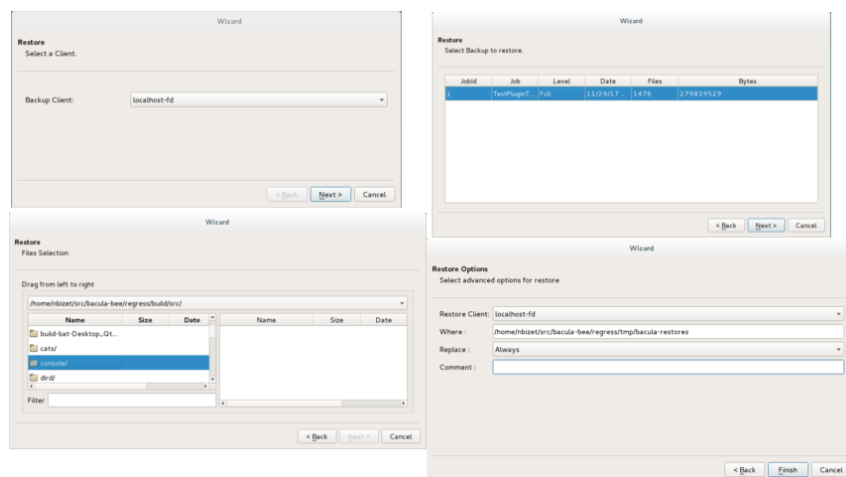 Wizard
Restore
Select a Client.
Backup Client: localhost-fd
< Back Next > Cancel
Wizard
Restore
Select Backup to restore.
JobId Job Level Date Files Bytes
1 TestPluginT... Full 11/29/17 ... 1476 279839529
< Back Next > Cancel
Wizard
Restore
Files Selection
Drag from left to right
/home/nbizet/src/bacula-bee/regress/build/src/
Name Size Date Name Size Date
build-bat-Desktop_Qt...
cats/
console/
dird/
Filter
< Back Next > Cancel
Wizard
Restore Options
Select advanced options for restore
Restore Client: localhost-fd
Where : /home/nbizet/src/bacula-bee/regress/tmp/bacula-restores
Replace : Always
Comment :
< Back Finish Cancel